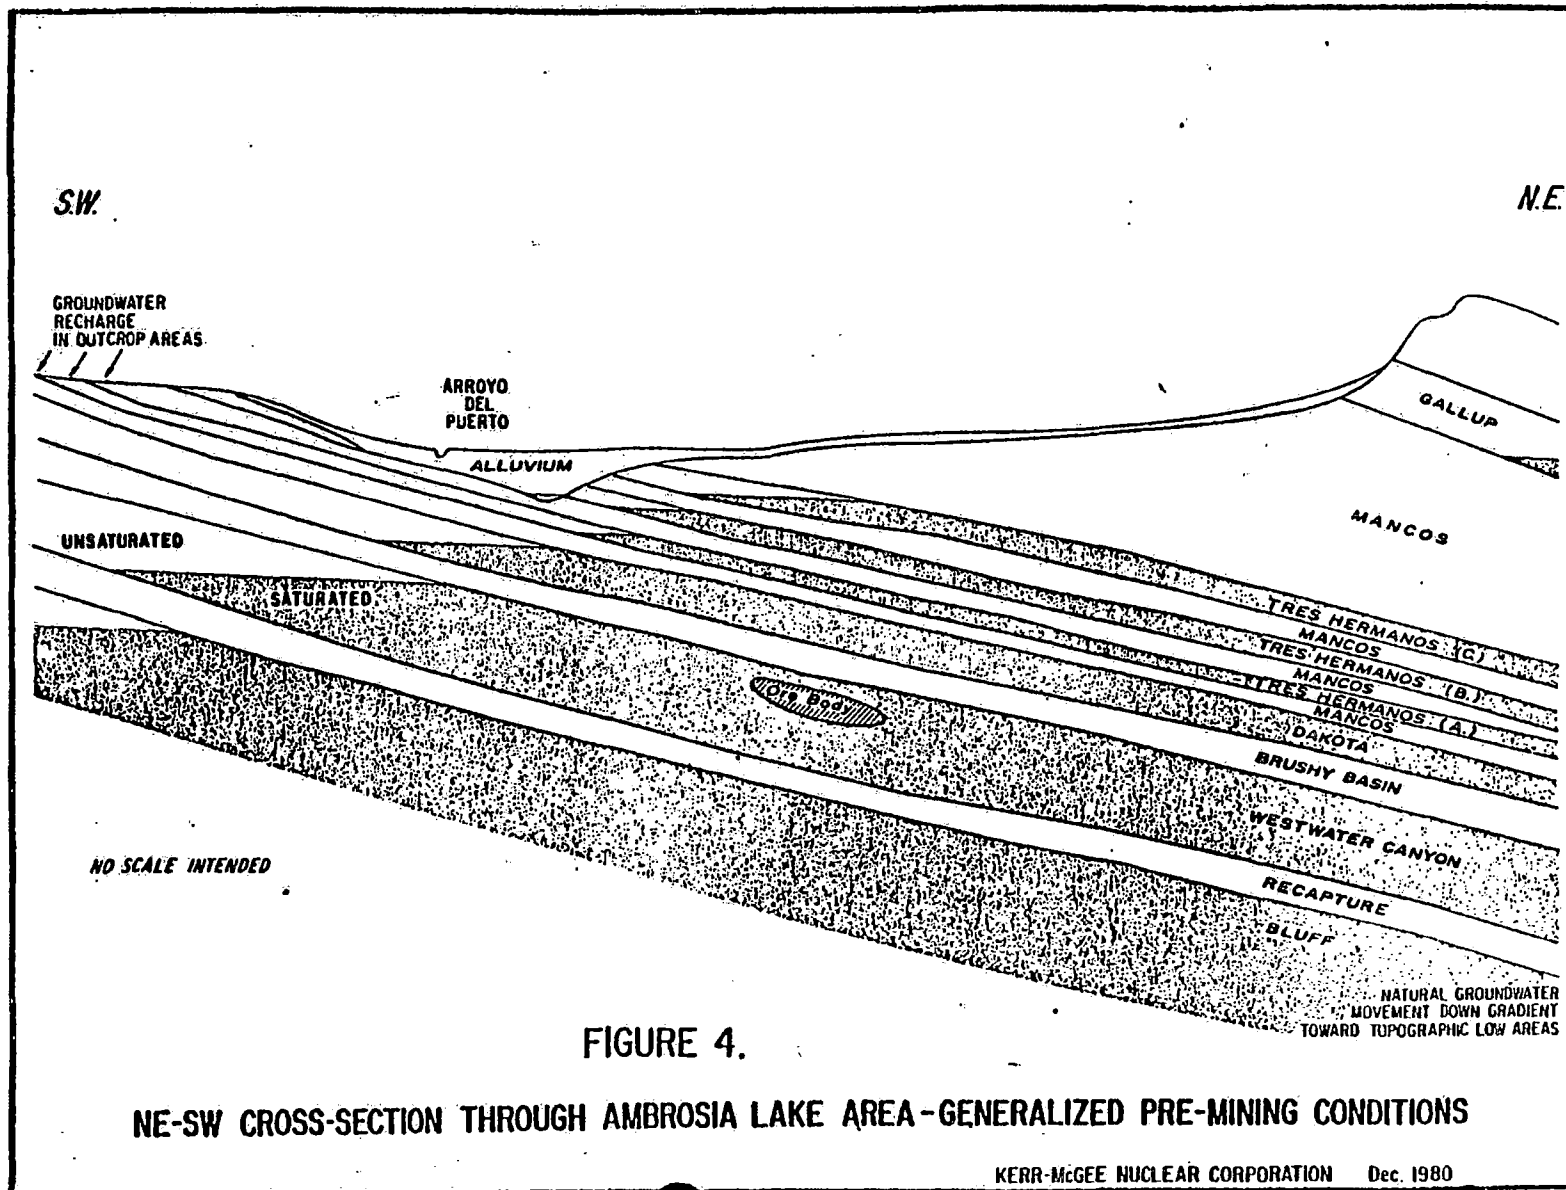 S.W.
N.E.
GROUNDWATER
RECHARGE
IN OUTCROP AREAS
ARROYO
DEL
PUERTO
ALLUVIUM
GALLUP
MANCOS
UNSATURATED
SATURATED
Ore Body
TRES HERMANOS (C)
MANCOS
TRES HERMANOS (B.)
MANCOS
TRES HERMANOS (A.)
MANCOS
DAKOTA
BRUSHY BASIN
WESTWATER CANYON
RECAPTURE
BLUFF
NO SCALE INTENDED
NATURAL GROUNDWATER
MOVEMENT DOWN GRADIENT
TOWARD TOPOGRAPHIC LOW AREAS
FIGURE 4.
NE-SW CROSS-SECTION THROUGH AMBROSIA LAKE AREA-GENERALIZED PRE-MINING CONDITIONS
KERR-McGEE NUCLEAR CORPORATION Dec. 1980